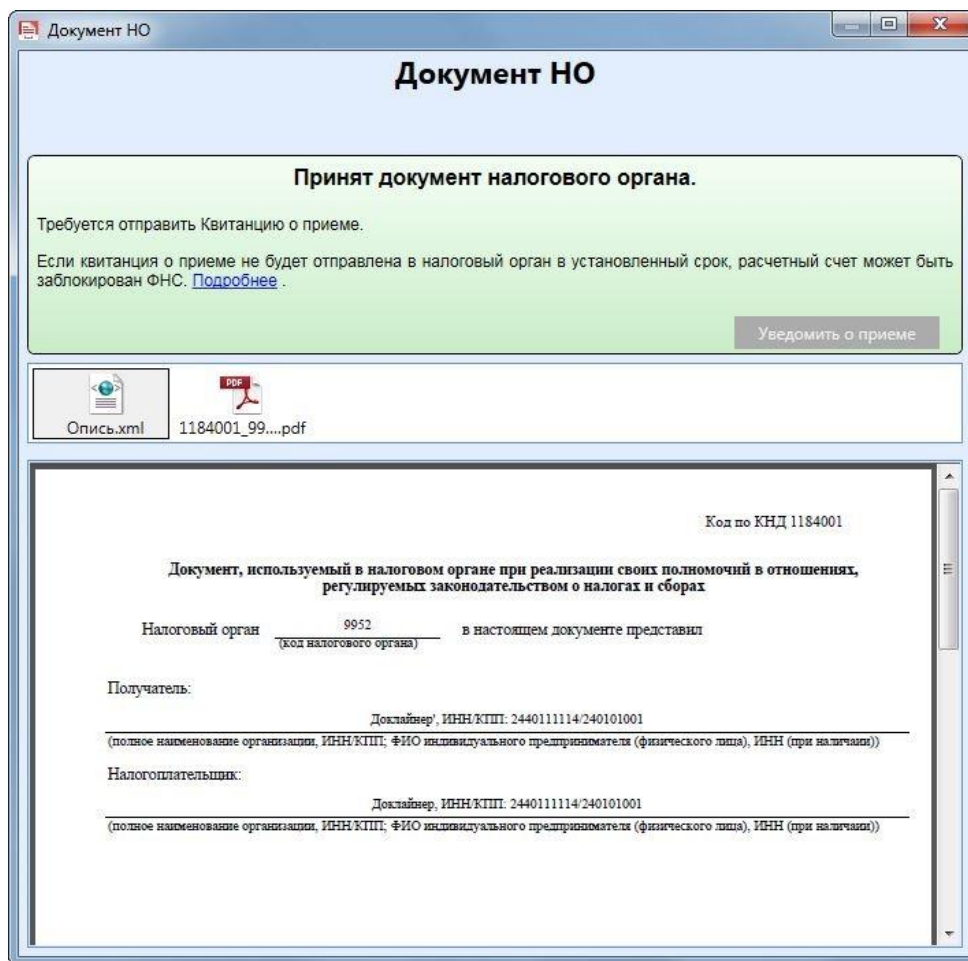 Документ НО
Документ НО
Принят документ налогового органа.
Требуется отправить Квитанцию о приеме.
Если квитанция о приеме не будет отправлена в налоговый орган в установленный срок, расчетный счет может быть
заблокирован ФНС. Подробнее .
Уведомить о приеме
PDF
Опись.xml 1184001_99....pdf
Код по КНД 1184001
Документ, используемый в налоговом органе при реализации своих полномочий в отношениях,
регулируемых законодательством о налогах и сборах
Налоговый орган 9952 в настоящем документе представил
(код налогового органа)
Получатель:
Доклайнер', ИНН/КПП: 2440111114/240101001
(полное наименование организации, ИНН/КПП; ФИО индивидуального предпринимателя (физического лица), ИНН (при наличии))
Налогоплательщик:
Доклайнер, ИНН/КПП: 2440111114/240101001
(полное наименование организации, ИНН/КПП; ФИО индивидуального предпринимателя (физического лица), ИНН (при наличии))